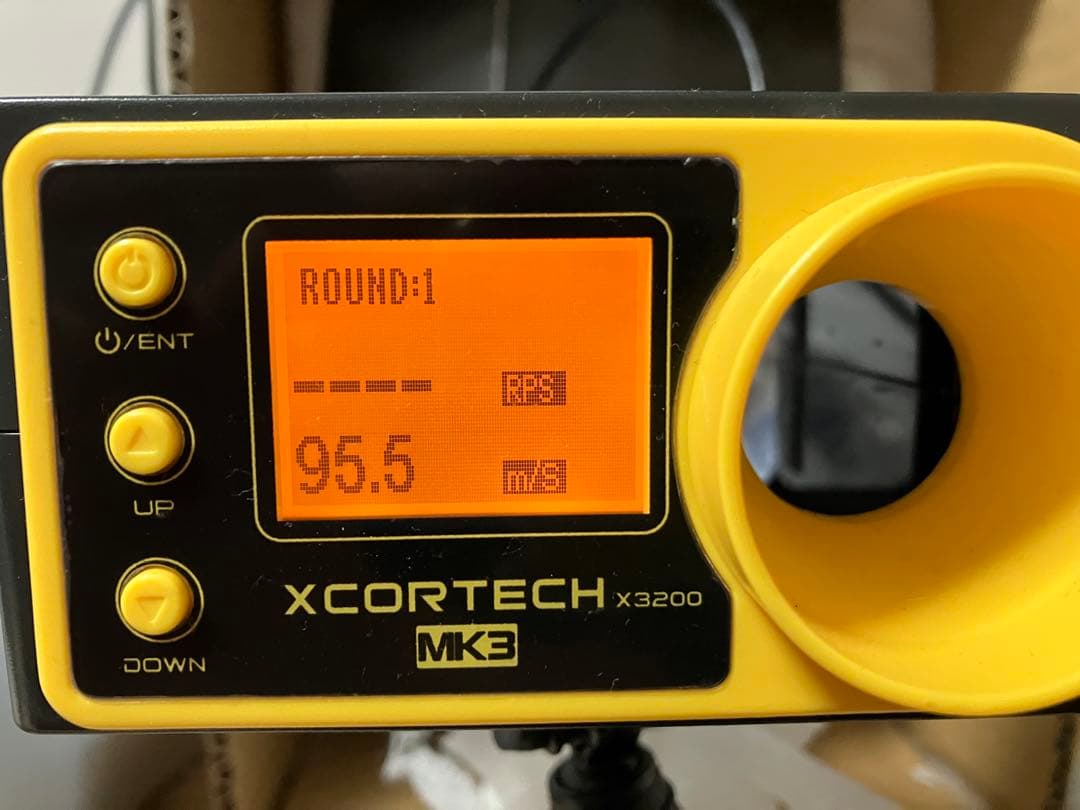 ROUND:1
---- RPS
95.5 m/s
⏻/ENT
UP
DOWN
XCORTECH X3200
MK3